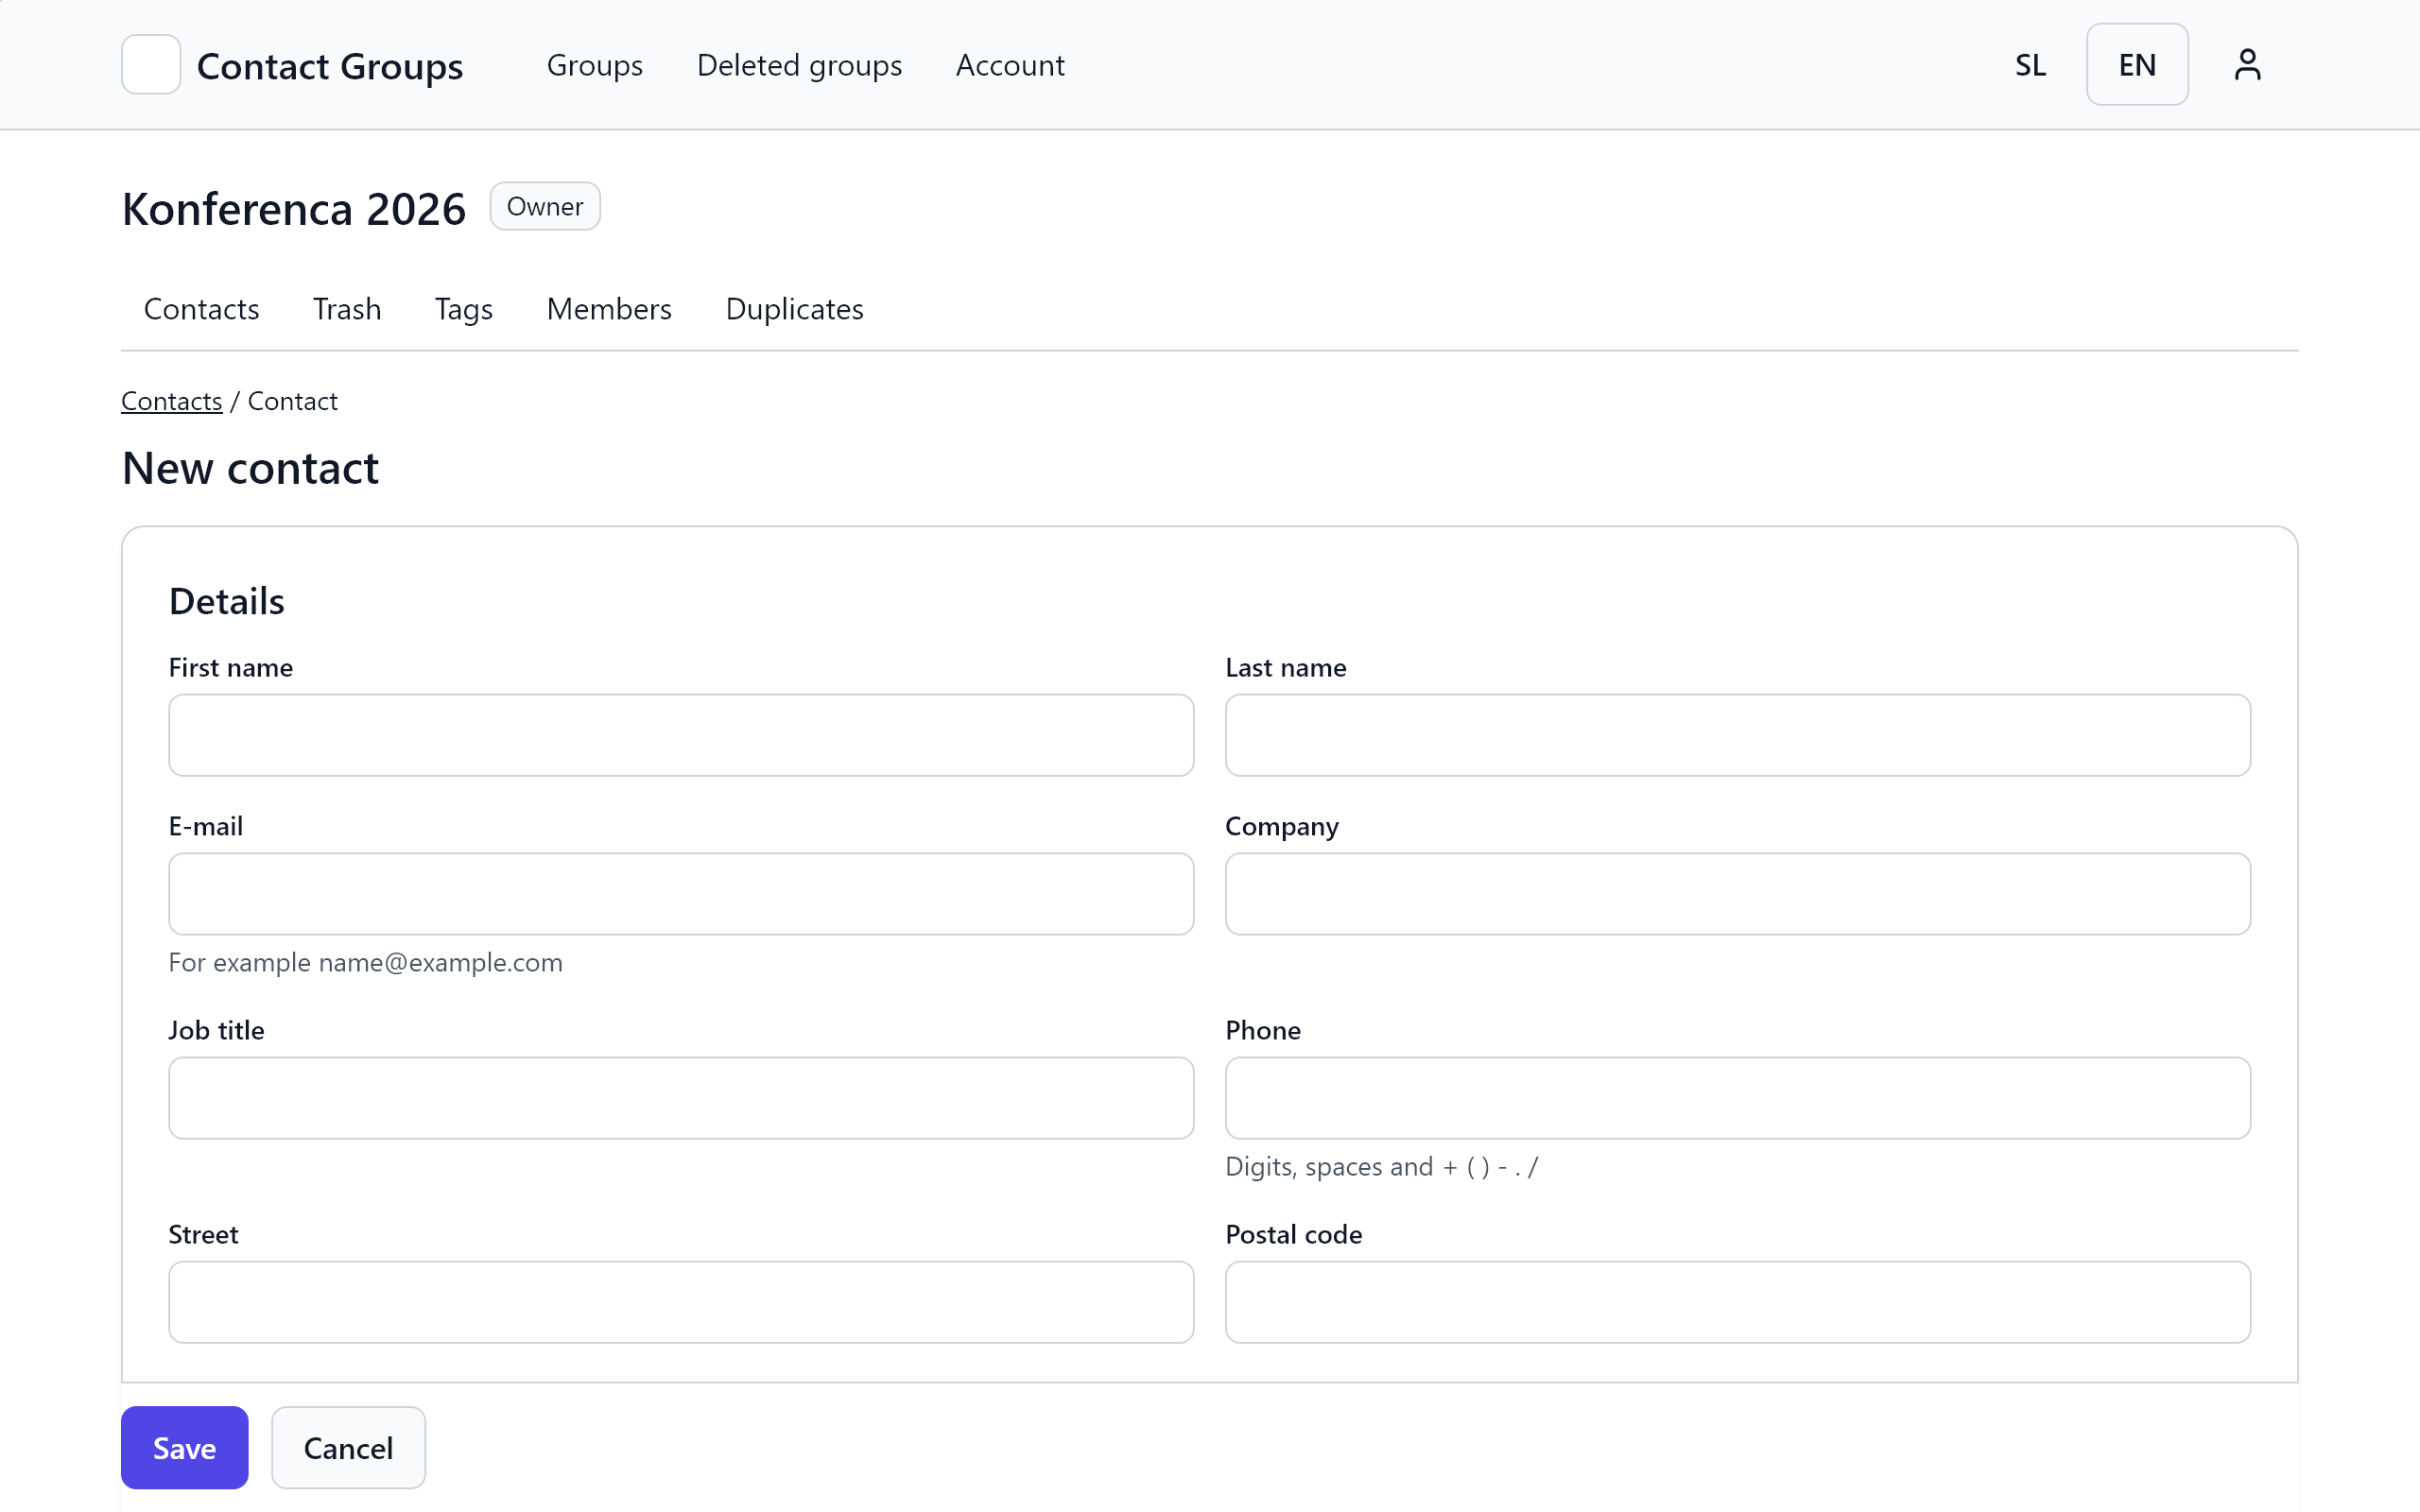 Contact Groups Groups Deleted groups Account SL EN
Konferenca 2026 Owner
Contacts Trash Tags Members Duplicates
Contacts / Contact
New contact
Details
First name Last name
E-mail Company
For example name@example.com
Job title Phone
Digits, spaces and + ( ) - . /
Street Postal code
Save Cancel